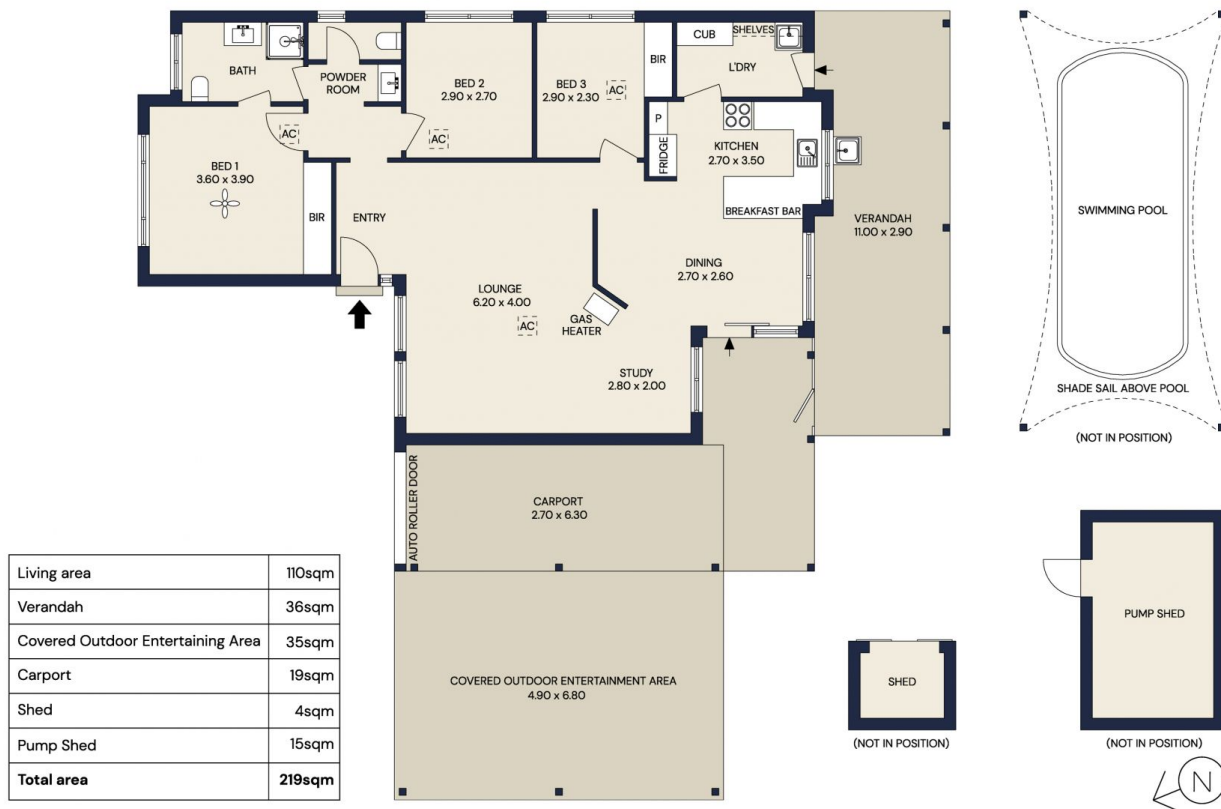 CUB
SHELVES
L'DRY
BATH
POWDER
ROOM
BED 2
2.90 x 2.70
AC
BED 3
2.90 x 2.30
AC
BIR
P
FRIDGE
KITCHEN
2.70 x 3.50
BREAKFAST BAR
AC
BED 1
3.60 x 3.90
BIR
ENTRY
LOUNGE
6.20 x 4.00
AC
GAS
HEATER
DINING
2.70 x 2.60
STUDY
2.80 x 2.00
VERANDAH
11.00 x 2.90
SWIMMING POOL
SHADE SAIL ABOVE POOL
(NOT IN POSITION)
AUTO ROLLER DOOR
CARPORT
2.70 x 6.30
COVERED OUTDOOR ENTERTAINMENT AREA
4.90 x 6.80
SHED
(NOT IN POSITION)
PUMP SHED
(NOT IN POSITION)
N
Living area 110sqm
Verandah 36sqm
Covered Outdoor Entertaining Area 35sqm
Carport 19sqm
Shed 4sqm
Pump Shed 15sqm
Total area 219sqm